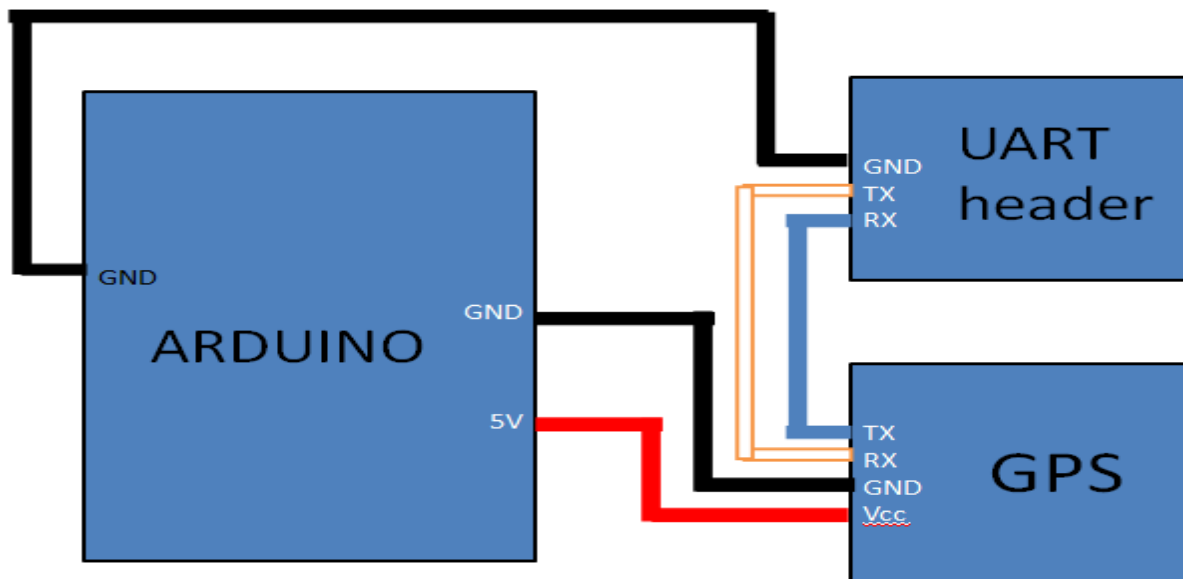 GND
ARDUINO
GND
5V
UART
header
GND
TX
RX
GPS
TX
RX
GND
Vcc